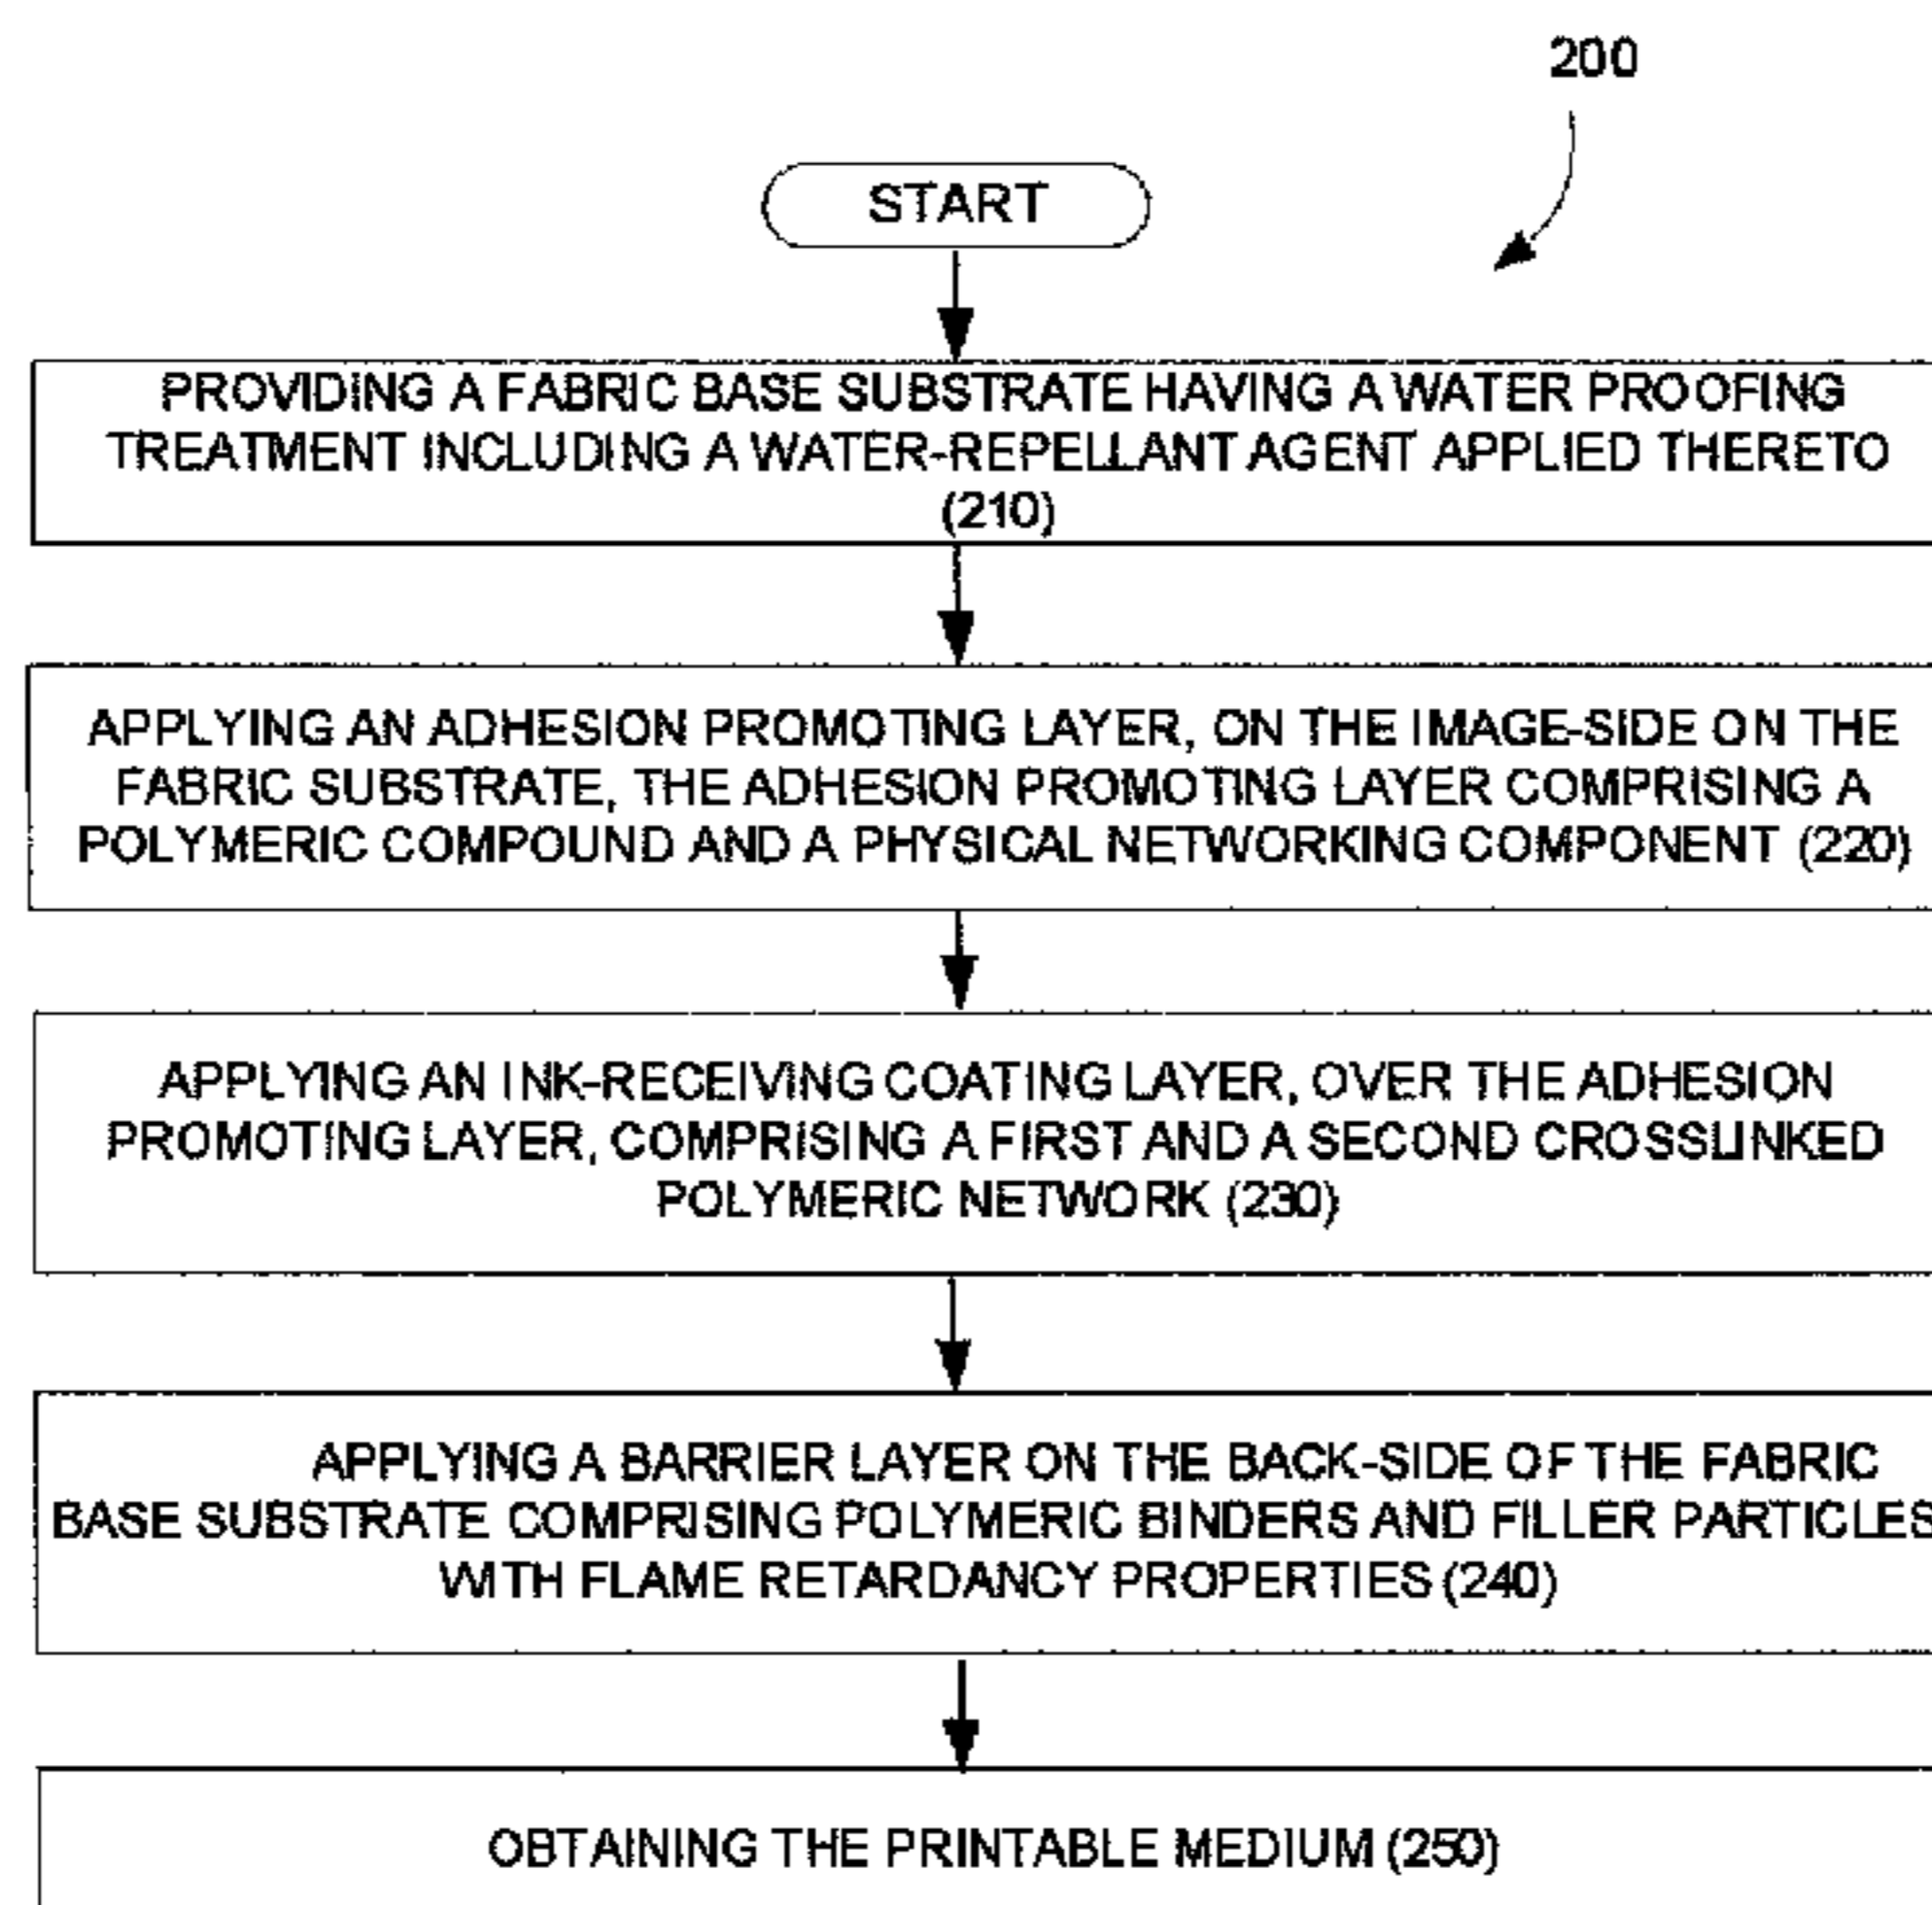 200
START
PROVIDING A FABRIC BASE SUBSTRATE HAVING A WATER PROOFING
TREATMENT INCLUDING A WATER-REPELLANT AGENT APPLIED THERETO
(210)
APPLYING AN ADHESION PROMOTING LAYER, ON THE IMAGE-SIDE ON THE
FABRIC SUBSTRATE, THE ADHESION PROMOTING LAYER COMPRISING A
POLYMERIC COMPOUND AND A PHYSICAL NETWORKING COMPONENT (220)
APPLYING AN INK-RECEIVING COATING LAYER, OVER THE ADHESION
PROMOTING LAYER, COMPRISING A FIRST AND A SECOND CROSSLINKED
POLYMERIC NETWORK (230)
APPLYING A BARRIER LAYER ON THE BACK-SIDE OF THE FABRIC
BASE SUBSTRATE COMPRISING POLYMERIC BINDERS AND FILLER PARTICLES
WITH FLAME RETARDANCY PROPERTIES (240)
OBTAINING THE PRINTABLE MEDIUM (250)